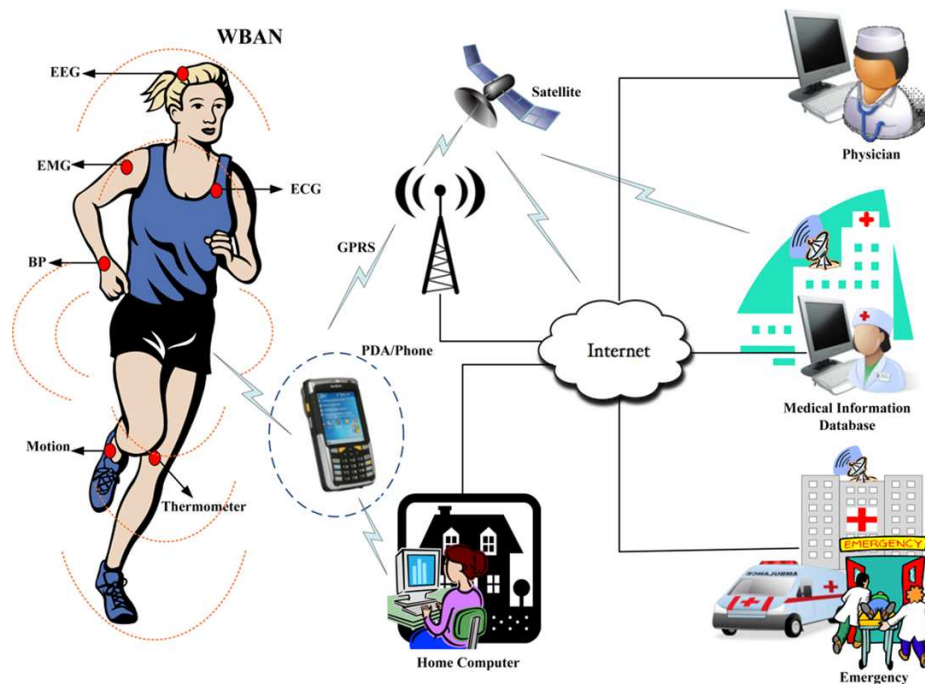 WBAN
EEG
EMG
ECG
BP
Motion
Thermometer
Satellite
GPRS
PDA/Phone
Internet
Home Computer
Physician
Medical Information
Database
EMERGENCY
Emergency